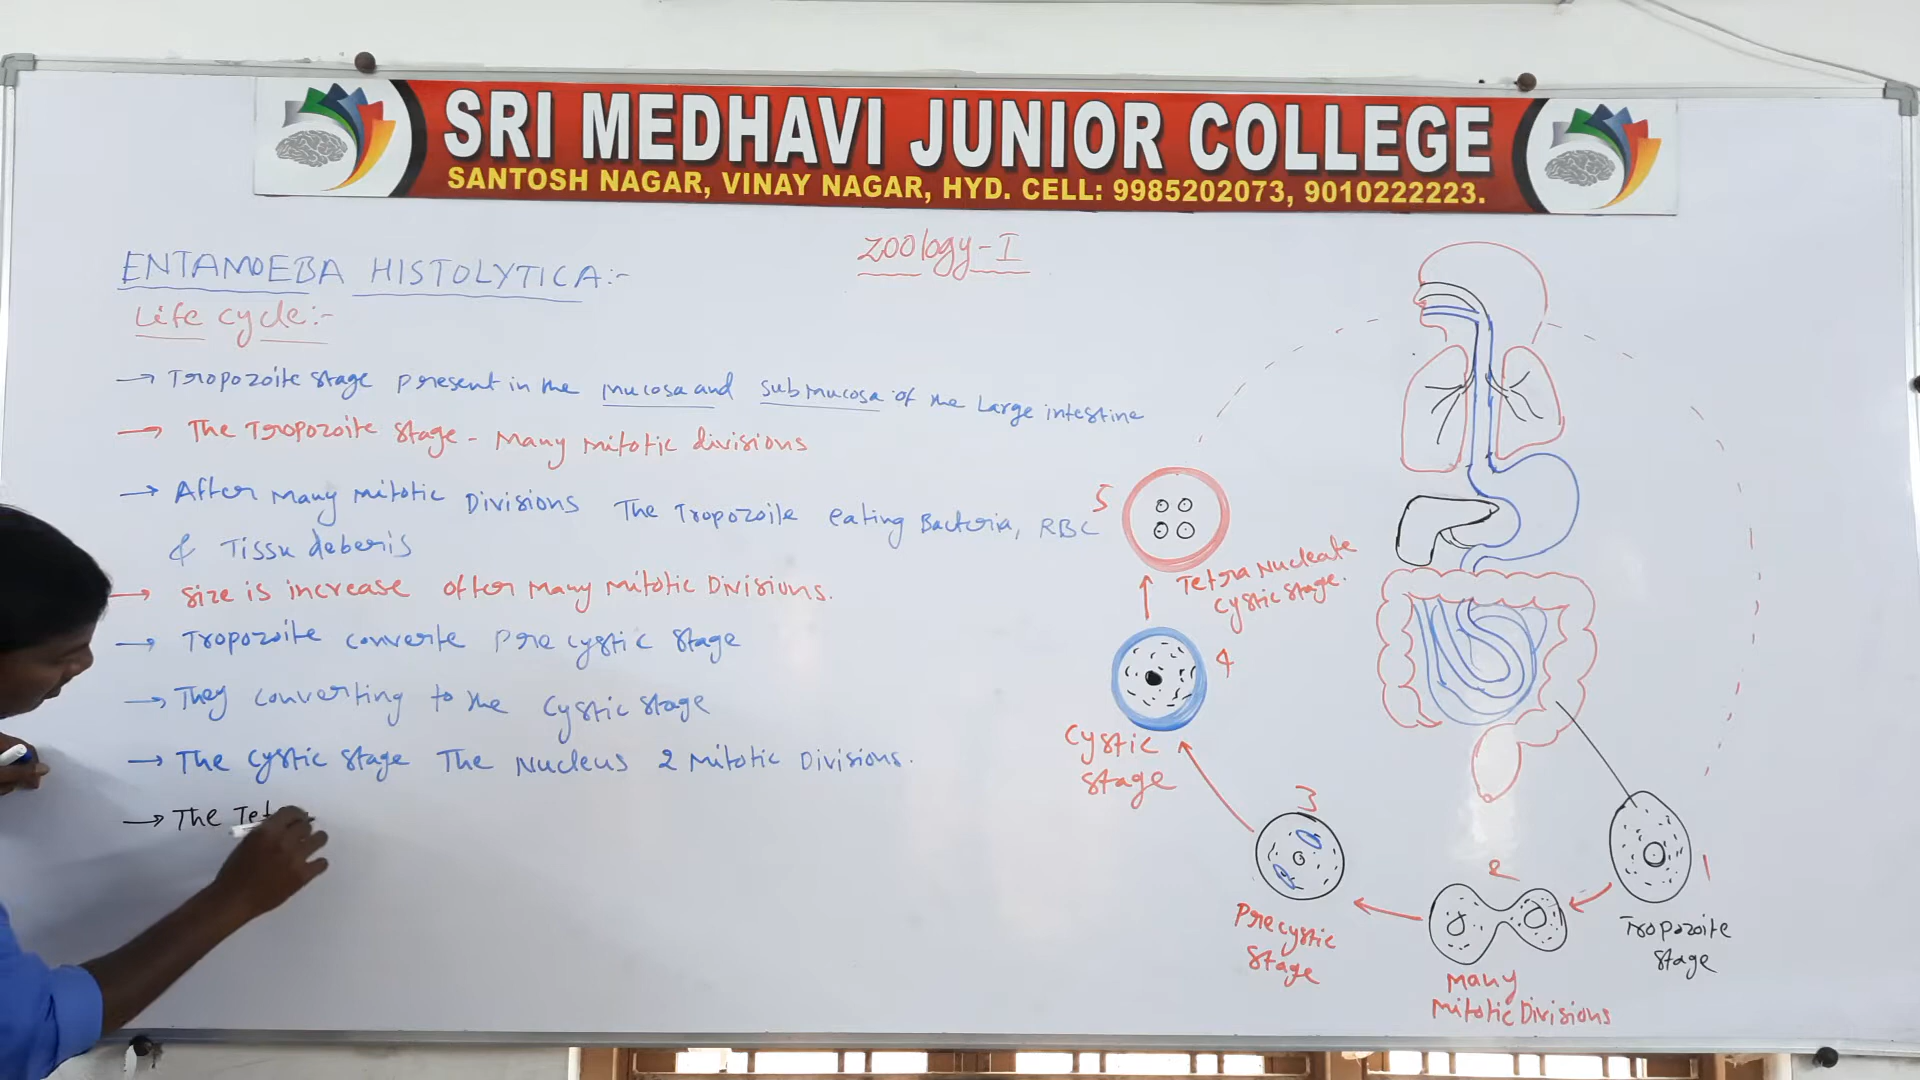 SRI MEDHAVI JUNIOR COLLEGE
SANTOSH NAGAR, VINAY NAGAR, HYD. CELL: 9985202073, 9010222223.
Zoology-I
ENTAMOEBA HISTOLYTICA:-
Life cycle:-
→ Tropozoite stage present in the mucosa and submucosa of the Large intestine
→ The Tropozoite stage - Many mitotic divisions
→ After Many mitotic Divisions The Tropozoite eating Bacteria, RBC
& Tissu deberis
→ Size is increase after Many Mitotic Divisions.
→ Tropozoite converte Pre cystic stage
→ They converting to the cystic stage
→ The cystic stage The Nucleus 2 Mitotic Divisions.
→ The Tet
5
Tetra Nucleate
cystic stage.
4
Cystic
stage
3
Precystic
stage
2
Many
Mitotic Divisions
1
Tropozoite
stage